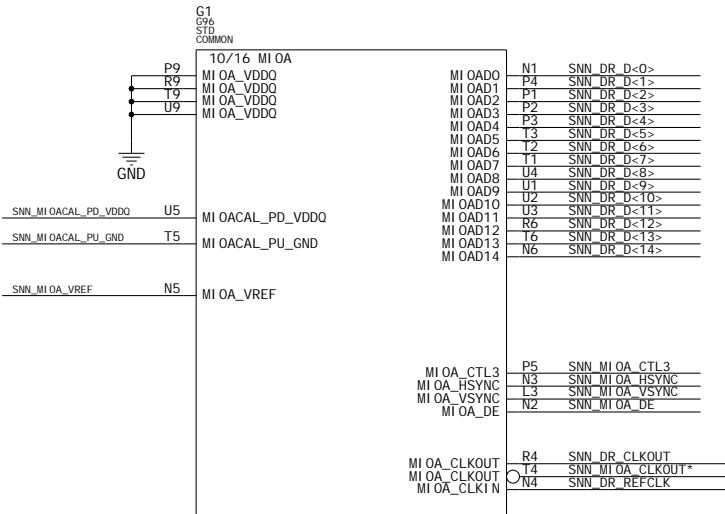 G1
G96
STD
COMMON
10/16 MIOA
P9 MIOA_VDDQ
R9 MIOA_VDDQ
T9 MIOA_VDDQ
U9 MIOA_VDDQ
GND
SNN_MIOACAL_PD_VDDQ U5 MIOACAL_PD_VDDQ
SNN_MIOACAL_PU_GND T5 MIOACAL_PU_GND
SNN_MIOA_VREF N5 MIOA_VREF
MIOAD0 N1 SNN_DR_D<0>
MIOAD1 P4 SNN_DR_D<1>
MIOAD2 P1 SNN_DR_D<2>
MIOAD3 P2 SNN_DR_D<3>
MIOAD4 P3 SNN_DR_D<4>
MIOAD5 T3 SNN_DR_D<5>
MIOAD6 T2 SNN_DR_D<6>
MIOAD7 T1 SNN_DR_D<7>
MIOAD8 U4 SNN_DR_D<8>
MIOAD9 U1 SNN_DR_D<9>
MIOAD10 U2 SNN_DR_D<10>
MIOAD11 U3 SNN_DR_D<11>
MIOAD12 R6 SNN_DR_D<12>
MIOAD13 T6 SNN_DR_D<13>
MIOAD14 N6 SNN_DR_D<14>
MIOA_CTL3 P5 SNN_MIOA_CTL3
MIOA_HSYNC N3 SNN_MIOA_HSYNC
MIOA_VSYNC L3 SNN_MIOA_VSYNC
MIOA_DE N2 SNN_MIOA_DE
MIOA_CLKOUT R4 SNN_DR_CLKOUT
MIOA_CLKOUT T4 SNN_MIOA_CLKOUT*
MIOA_CLKIN N4 SNN_DR_REFCLK